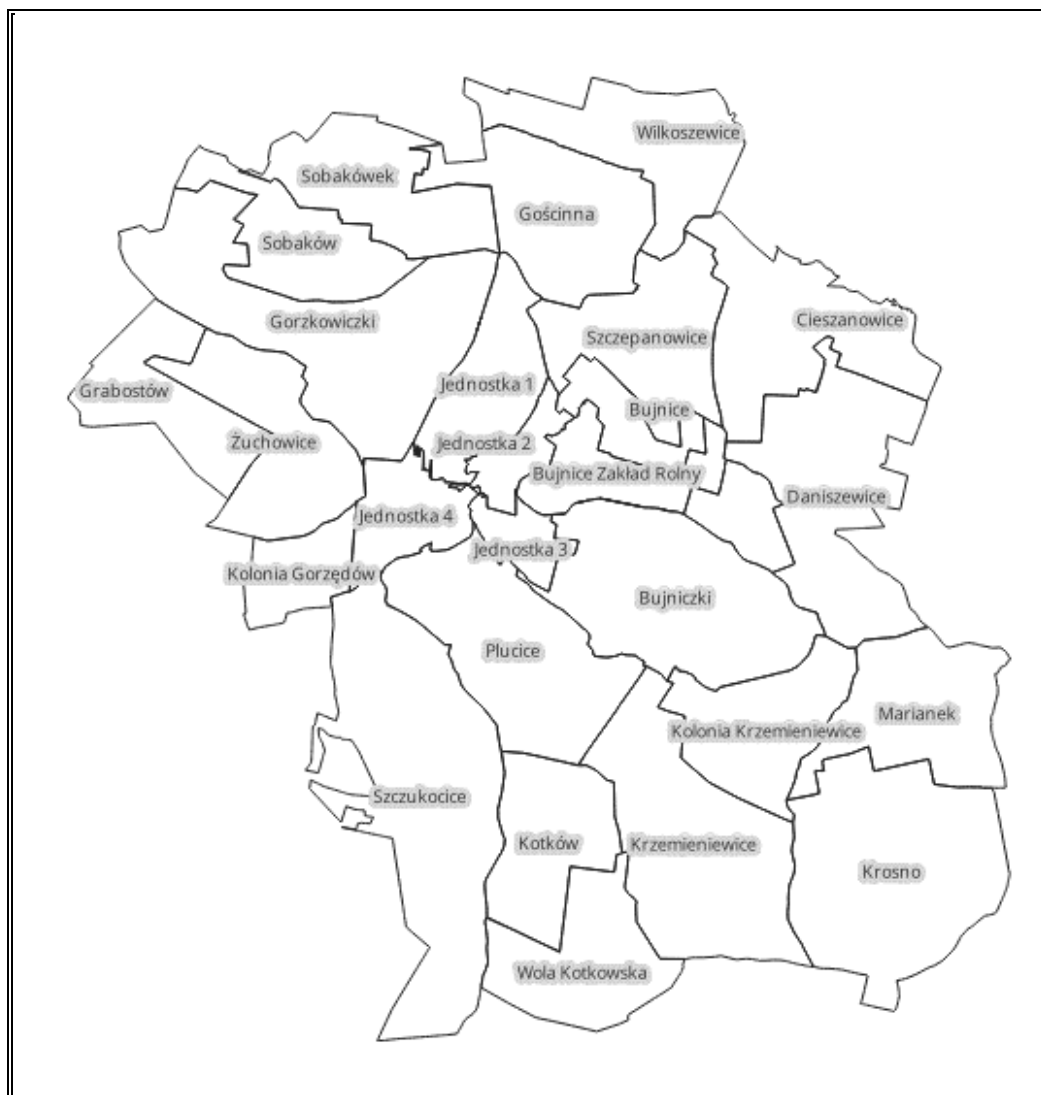 Wilkoszewice
Sobakówek
Gościnna
Sobaków
Gorzkowiczki
Cieszanowice
Szczepanowice
Grabostów
Jednostka 1
Bujnice
Żuchowice
Jednostka 2
Bujnice Zakład Rolny
Daniszewice
Jednostka 4
Jednostka 3
Kolonia Gorzędów
Bujniczki
Plucice
Marianek
Kolonia Krzemieniewice
Szczukocice
Kotków
Krzemieniewice
Krosno
Wola Kotkowska